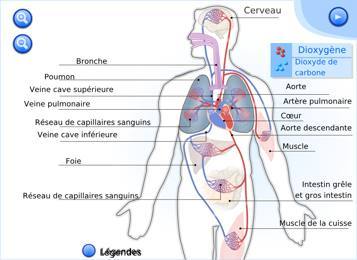 Cerveau
Dioxygène
Dioxyde de
carbone
Bronche
Poumon
Veine cave supérieure
Veine pulmonaire
Réseau de capillaires sanguins
Veine cave inférieure
Foie
Réseau de capillaires sanguins
Aorte
Artère pulmonaire
Cœur
Aorte descendante
Muscle
Intestin grêle
et gros intestin
Muscle de la cuisse
Légendes